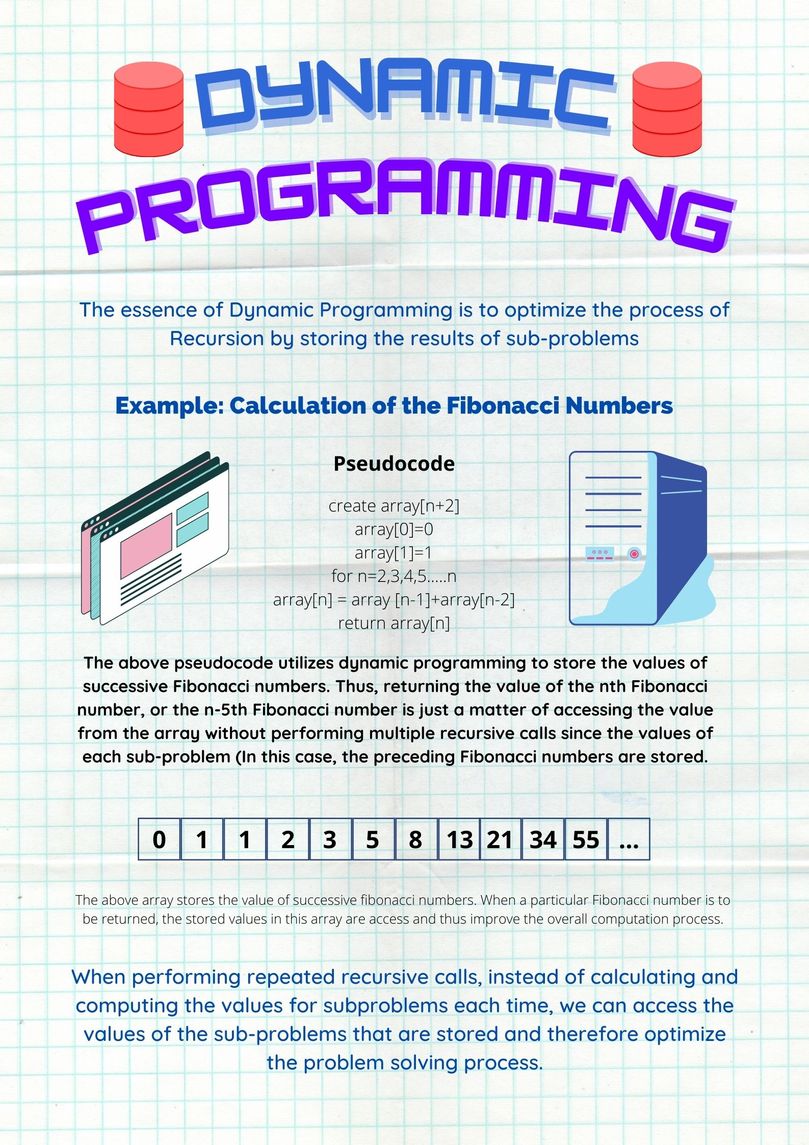 DYNAMIC
PROGRAMMING
The essence of Dynamic Programming is to optimize the process of
Recursion by storing the results of sub-problems
Example: Calculation of the Fibonacci Numbers
Pseudocode
create array[n+2]
array[0]=0
array[1]=1
for n=2,3,4,5.....n
array[n] = array [n-1]+array[n-2]
return array[n]
The above pseudocode utilizes dynamic programming to store the values of
successive Fibonacci numbers. Thus, returning the value of the nth Fibonacci
number, or the n-5th Fibonacci number is just a matter of accessing the value
from the array without performing multiple recursive calls since the values of
each sub-problem (In this case, the preceding Fibonacci numbers are stored.
0 1 1 2 3 5 8 13 21 34 55 ...
The above array stores the value of successive fibonacci numbers. When a particular Fibonacci number is to
be returned, the stored values in this array are access and thus improve the overall computation process.
When performing repeated recursive calls, instead of calculating and
computing the values for subproblems each time, we can access the
values of the sub-problems that are stored and therefore optimize
the problem solving process.